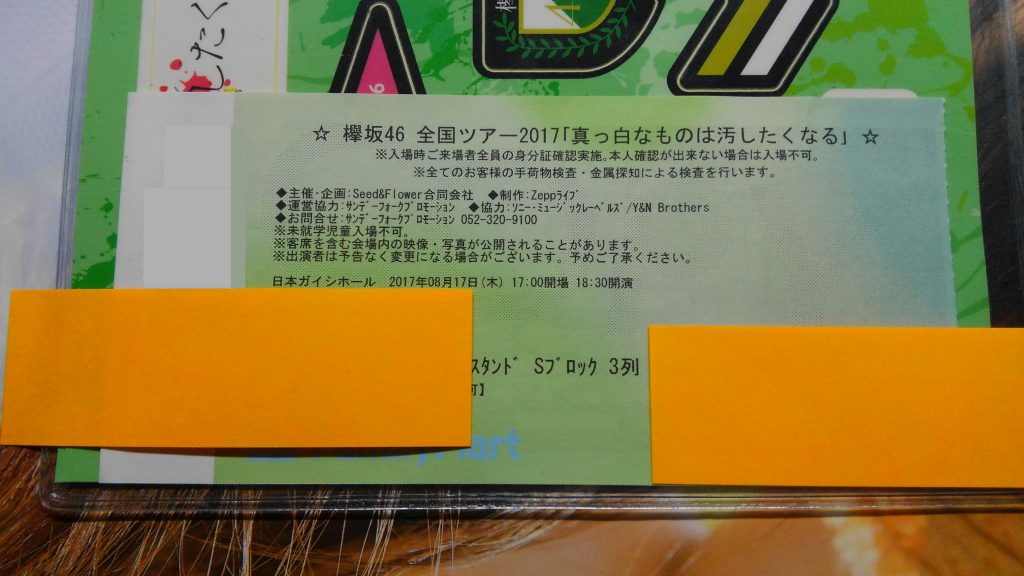 したく
欅
46
☆ 欅坂46 全国ツアー2017「真っ白なものは汚したくなる」 ☆
※入場時ご来場者全員の身分証確認実施。本人確認が出来ない場合は入場不可。
※全てのお客様の手荷物検査・金属探知による検査を行います。
◆主催・企画:Seed&Flower合同会社 ◆制作:Zeppﾗｲﾌﾞ
◆運営協力:ｻﾝﾃﾞｰﾌｫｰｸﾌﾟﾛﾓｰｼｮﾝ ◆協力:ｿﾆｰ･ﾐｭｰｼﾞｯｸﾚｰﾍﾞﾙｽﾞ/Y&N Brothers
◆お問合せ:ｻﾝﾃﾞｰﾌｫｰｸﾌﾟﾛﾓｰｼｮﾝ 052-320-9100
※未就学児童入場不可。
※客席を含む会場内の映像・写真が公開されることがあります。
※出演者は予告なく変更になる場合がございます。予めご了承ください。
日本ガイシホール 2017年08月17日(木) 17:00開場 18:30開演
ｽﾀﾝﾄﾞ Sﾌﾞﾛｯｸ 3列
可】
FamilyMart